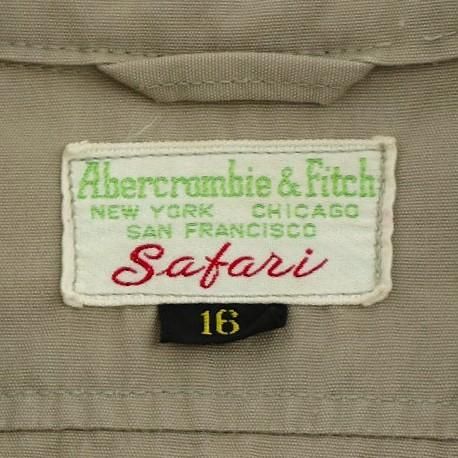 Abercrombie & Fitch
NEW YORK CHICAGO
SAN FRANCISCO
Safari
16